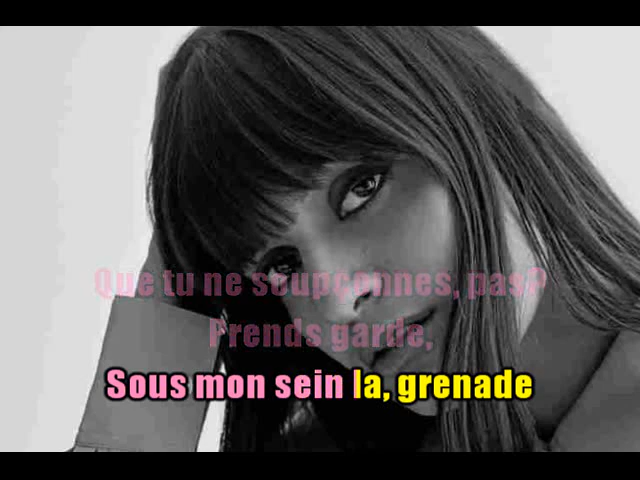 Que tu ne soupçonnes, pas?
Prends garde,
Sous mon sein la, grenade